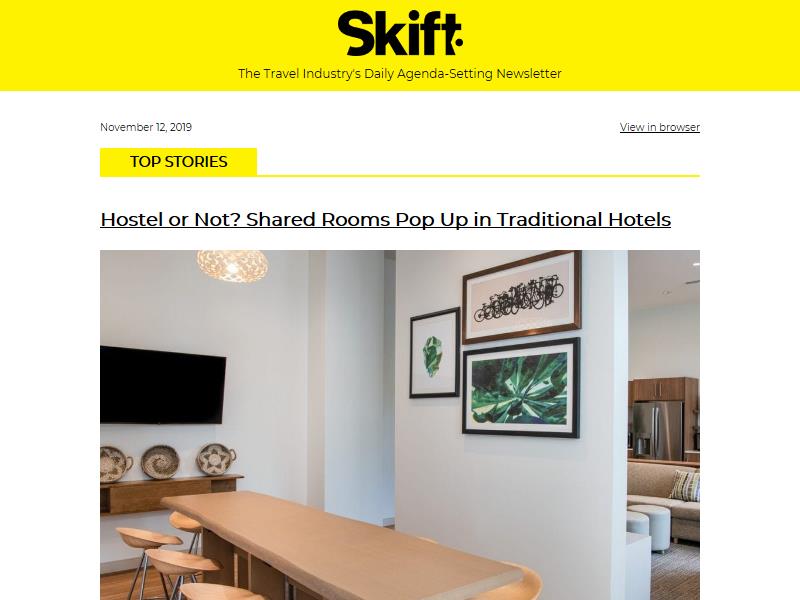 Skift
The Travel Industry's Daily Agenda-Setting Newsletter
November 12, 2019
View in browser
TOP STORIES
Hostel or Not? Shared Rooms Pop Up in Traditional Hotels